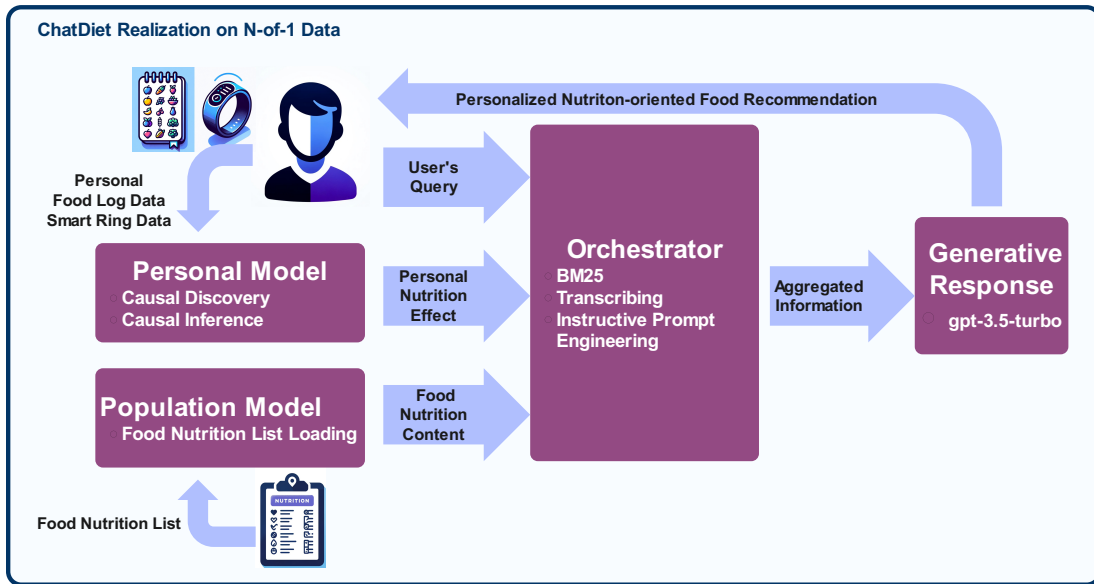 ChatDiet Realization on N-of-1 Data
Personalized Nutriton-oriented Food Recommendation
User's
Query
Personal
Food Log Data
Smart Ring Data
Personal Model
Causal Discovery
Causal Inference
Personal
Nutrition
Effect
Orchestrator
BM25
Transcribing
Instructive Prompt
Engineering
Aggregated
Information
Generative
Response
gpt-3.5-turbo
Population Model
Food Nutrition List Loading
Food
Nutrition
Content
NUTRITION
Food Nutrition List